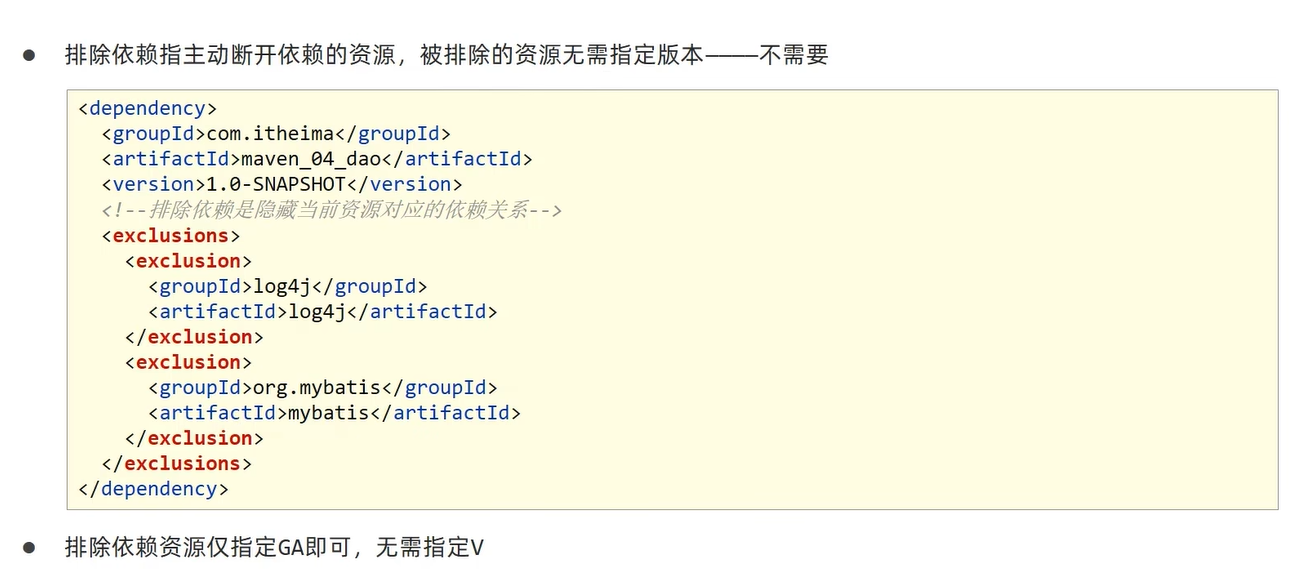 ● 排除依赖指主动断开依赖的资源，被排除的资源无需指定版本————不需要
<dependency>
  <groupId>com.itheima</groupId>
  <artifactId>maven_04_dao</artifactId>
  <version>1.0-SNAPSHOT</version>
  <!--排除依赖是隐藏当前资源对应的依赖关系-->
  <exclusions>
    <exclusion>
      <groupId>log4j</groupId>
      <artifactId>log4j</artifactId>
    </exclusion>
    <exclusion>
      <groupId>org.mybatis</groupId>
      <artifactId>mybatis</artifactId>
    </exclusion>
  </exclusions>
</dependency>
● 排除依赖资源仅指定GA即可，无需指定V